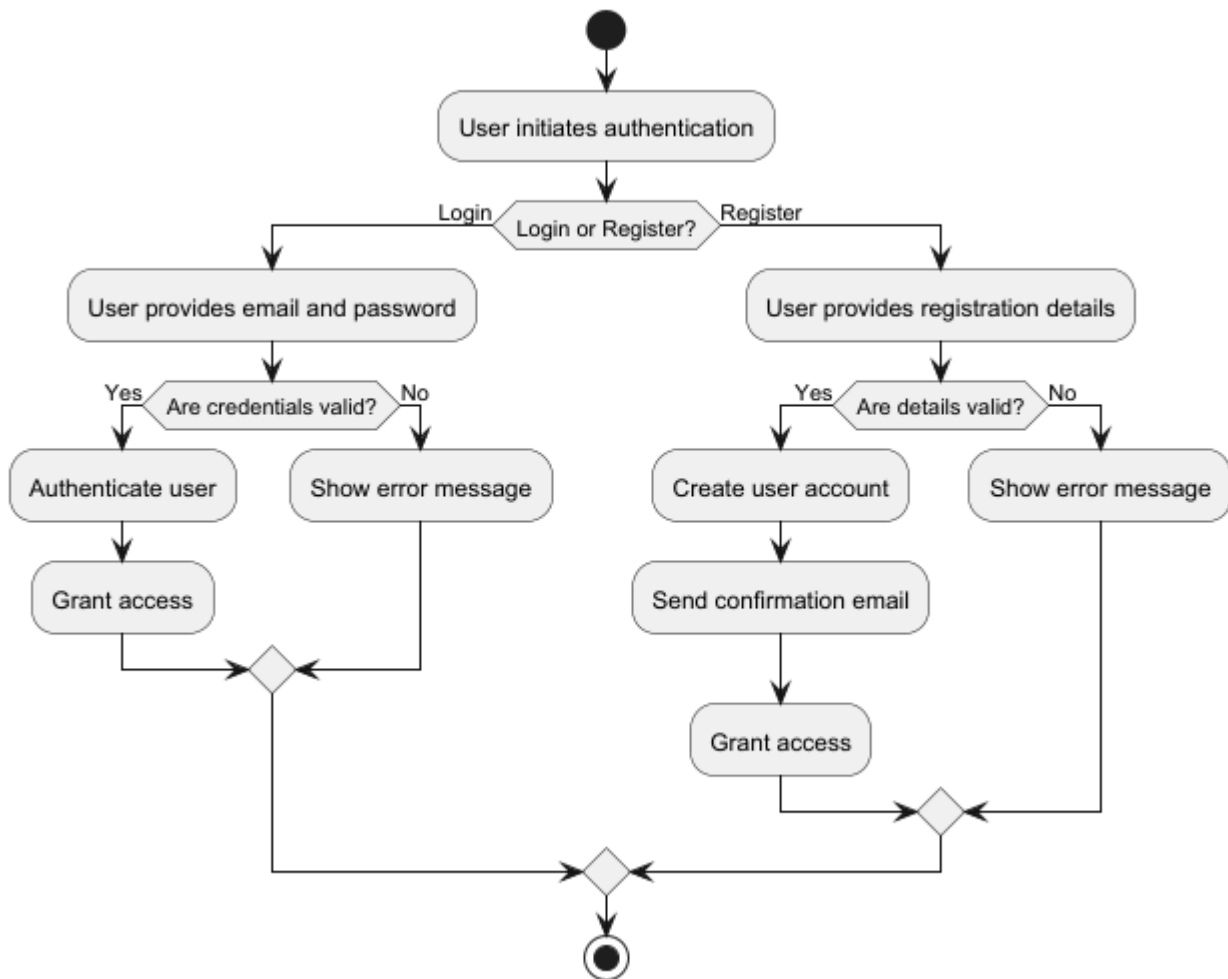 User initiates authentication
Login
Login or Register?
Register
User provides email and password
User provides registration details
Yes
Are credentials valid?
No
Yes
Are details valid?
No
Authenticate user
Show error message
Create user account
Show error message
Grant access
Send confirmation email
Grant access